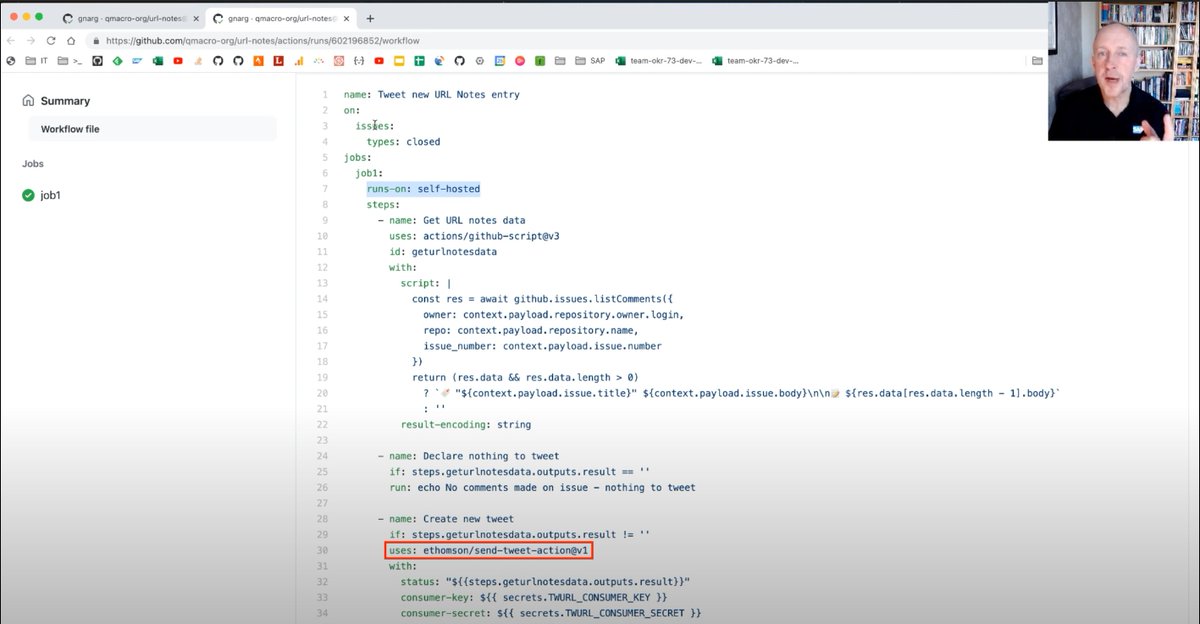 gnarg · qmacro-org/url-notes@
gnarg · qmacro-org/url-notes@
https://github.com/qmacro-org/url-notes/actions/runs/602196852/workflow
IT
>_
SAP
team-okr-73-dev-...
team-okr-73-dev-...
Summary
Workflow file
Jobs
job1
1 name: Tweet new URL Notes entry
2 on:
3 issues:
4 types: closed
5 jobs:
6 job1:
7 runs-on: self-hosted
8 steps:
9 - name: Get URL notes data
10 uses: actions/github-script@v3
11 id: geturlnotesdata
12 with:
13 script: |
14 const res = await github.issues.listComments({
15 owner: context.payload.repository.owner.login,
16 repo: context.payload.repository.name,
17 issue_number: context.payload.issue.number
18 })
19 return (res.data && res.data.length > 0)
20 ? `🗞 "${context.payload.issue.title}" ${context.payload.issue.body}\n\n📝 ${res.data[res.data.length - 1].body}`
21 : ''
22 result-encoding: string
23
24 - name: Declare nothing to tweet
25 if: steps.geturlnotesdata.outputs.result == ''
26 run: echo No comments made on issue - nothing to tweet
27
28 - name: Create new tweet
29 if: steps.geturlnotesdata.outputs.result != ''
30 uses: ethomson/send-tweet-action@v1
31 with:
32 status: "${{steps.geturlnotesdata.outputs.result}}"
33 consumer-key: ${{ secrets.TWURL_CONSUMER_KEY }}
34 consumer-secret: ${{ secrets.TWURL_CONSUMER_SECRET }}